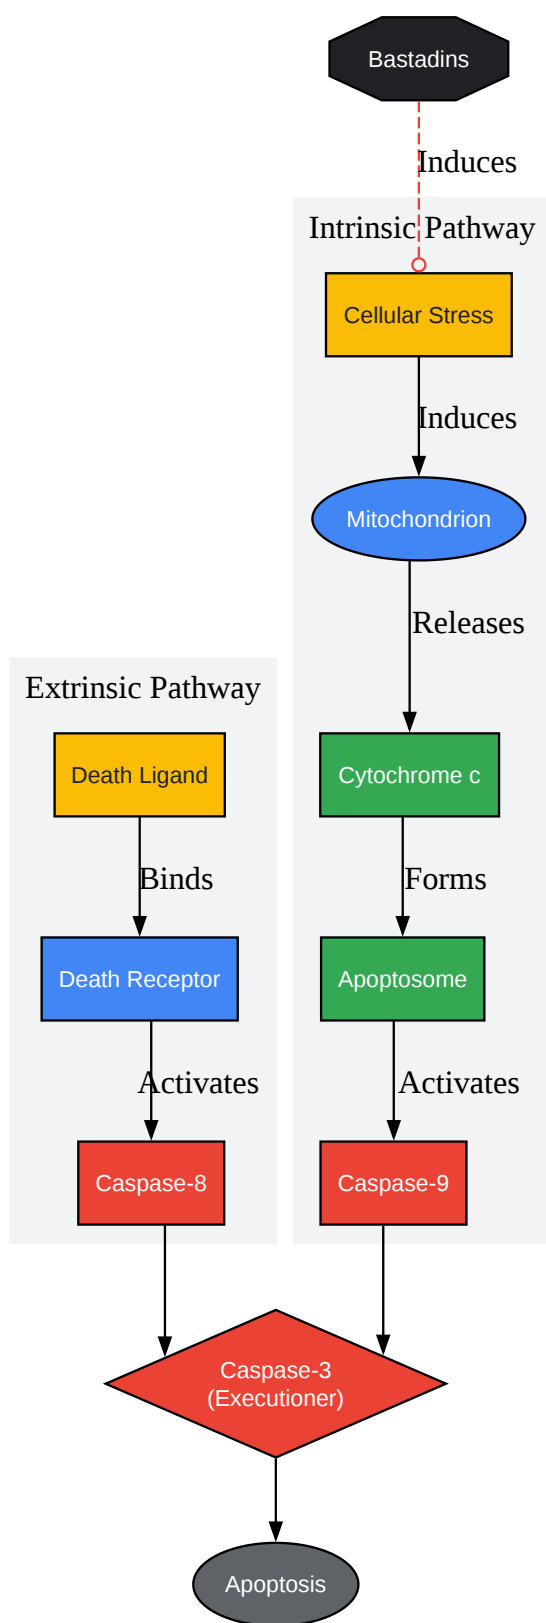 Bastadins
Induces
Intrinsic Pathway
Cellular Stress
Induces
Mitochondrion
Releases
Extrinsic Pathway
Death Ligand
Cytochrome c
Binds
Forms
Death Receptor
Apoptosome
Activates
Activates
Caspase-8
Caspase-9
Caspase-3
(Executioner)
Apoptosis